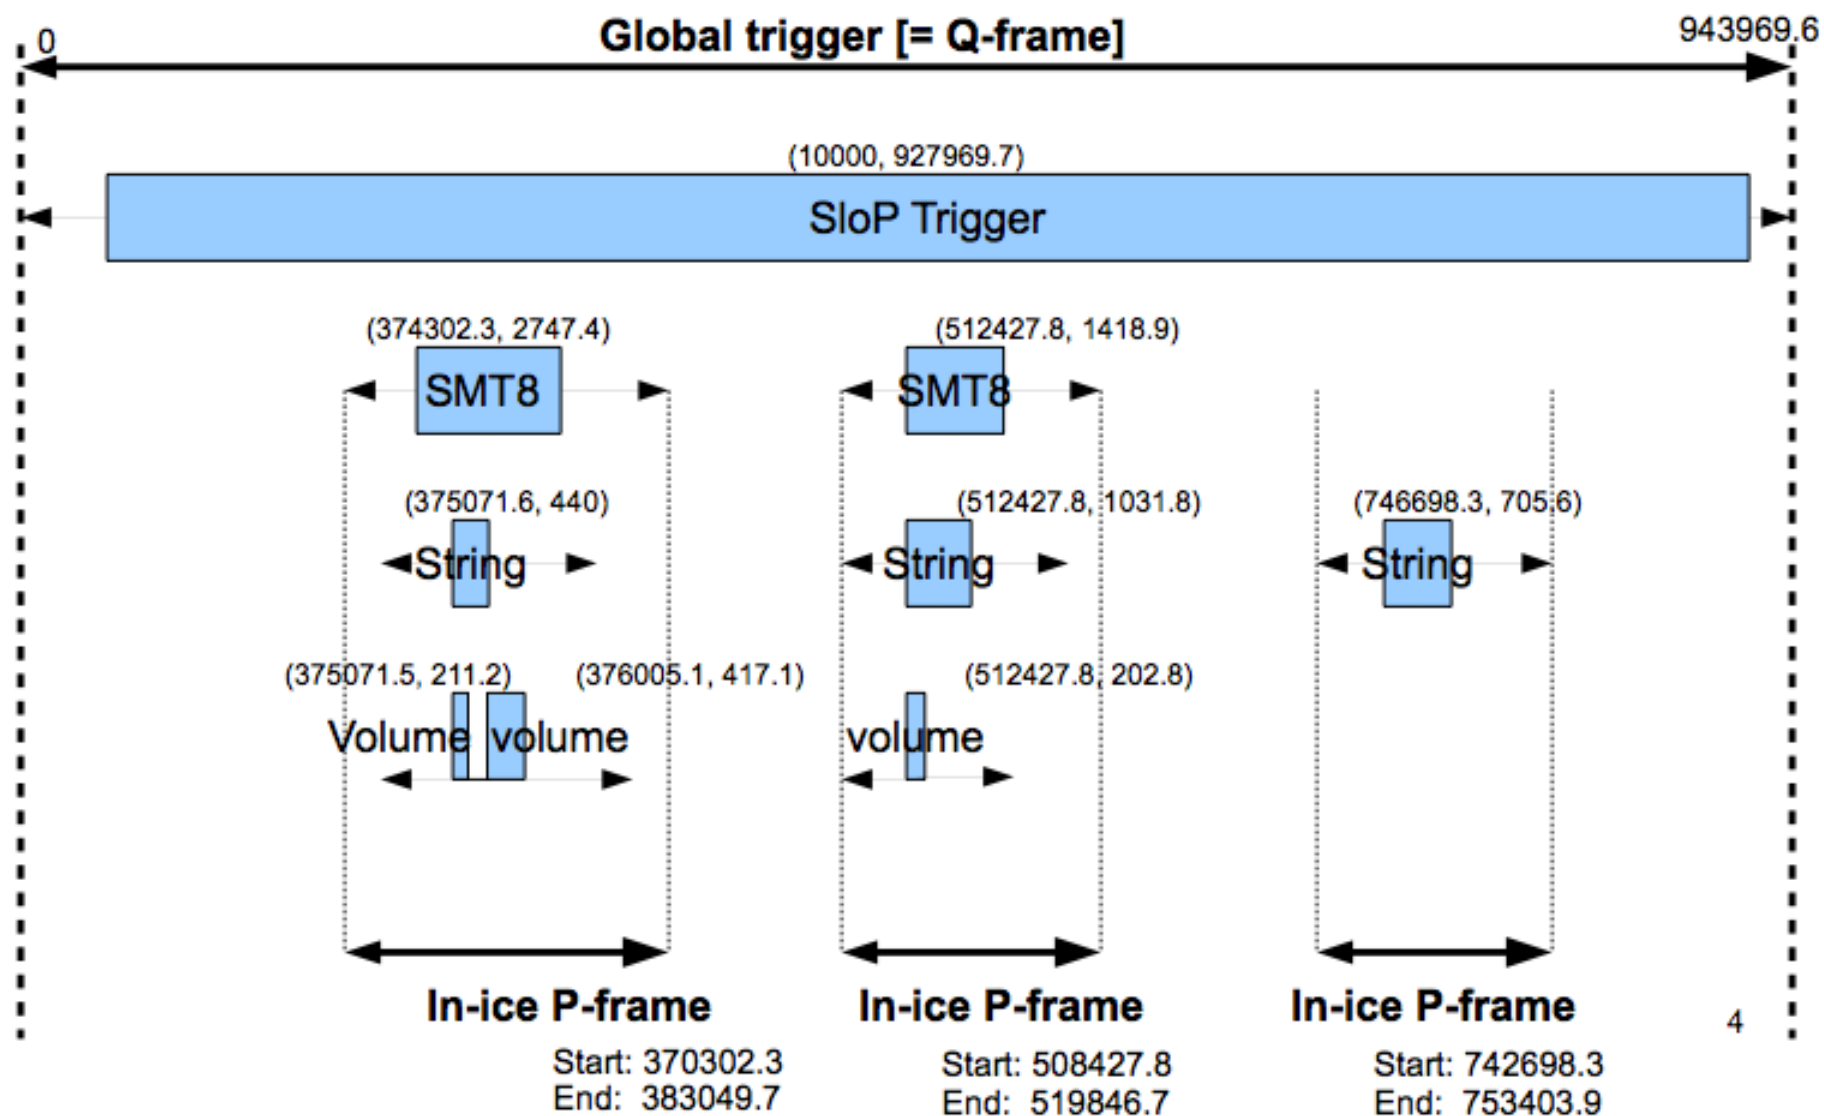 0
Global trigger [= Q-frame]
943969.6
(10000, 927969.7)
SloP Trigger
(374302.3, 2747.4)
(512427.8, 1418.9)
SMT8
SMT8
(375071.6, 440)
(512427.8, 1031.8)
(746698.3, 705.6)
String
String
String
(375071.5, 211.2)
(376005.1, 417.1)
(512427.8, 202.8)
Volume
volume
volume
In-ice P-frame
In-ice P-frame
In-ice P-frame
4
Start: 370302.3
End: 383049.7
Start: 508427.8
End: 519846.7
Start: 742698.3
End: 753403.9